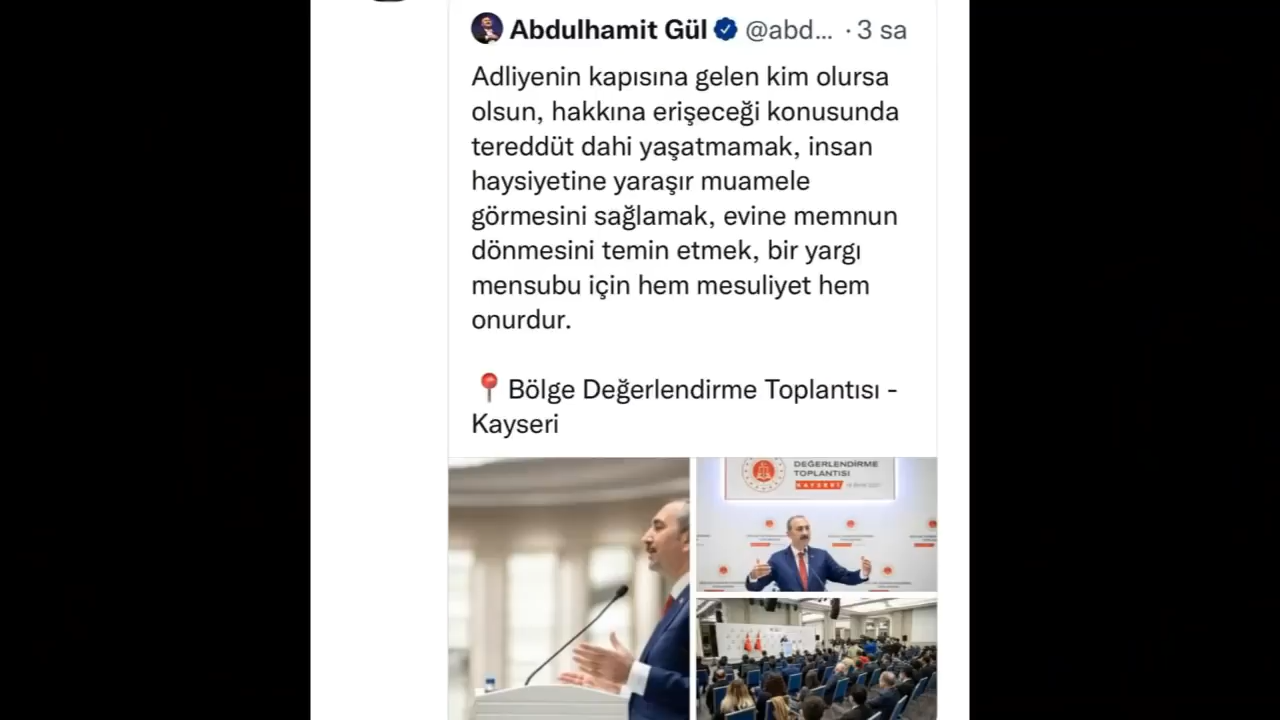 Abdulhamit Gül @abd... · 3 sa
Adliyenin kapısına gelen kim olursa
olsun, hakkına erişeceği konusunda
tereddüt dahi yaşatmamak, insan
haysiyetine yaraşır muamele
görmesini sağlamak, evine memnun
dönmesini temin etmek, bir yargı
mensubu için hem mesuliyet hem
onurdur.
📍 Bölge Değerlendirme Toplantısı -
Kayseri
DEĞERLENDİRME
TOPLANTISI
KAYSERİ